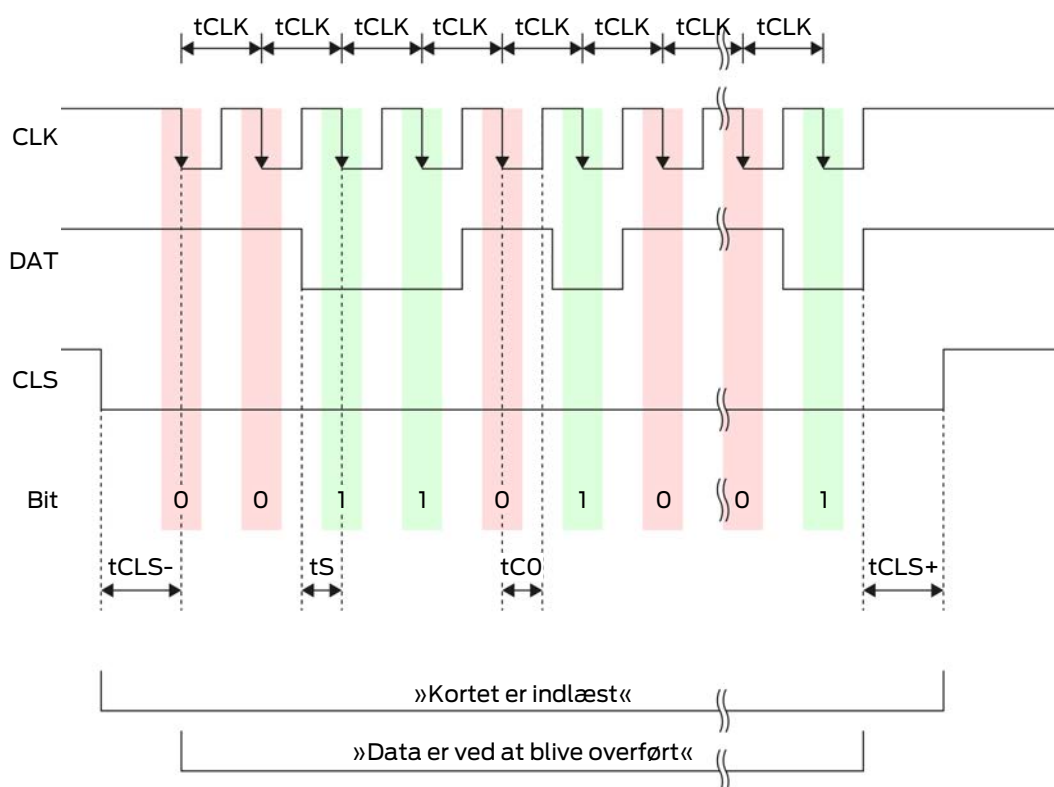 tCLK tCLK tCLK tCLK tCLK tCLK tCLK tCLK
CLK
DAT
CLS
Bit 0 0 1 1 0 1 0 0 1
tCLS- tS tC0 tCLS+
»Kortet er indlæst«
»Data er ved at blive overført«